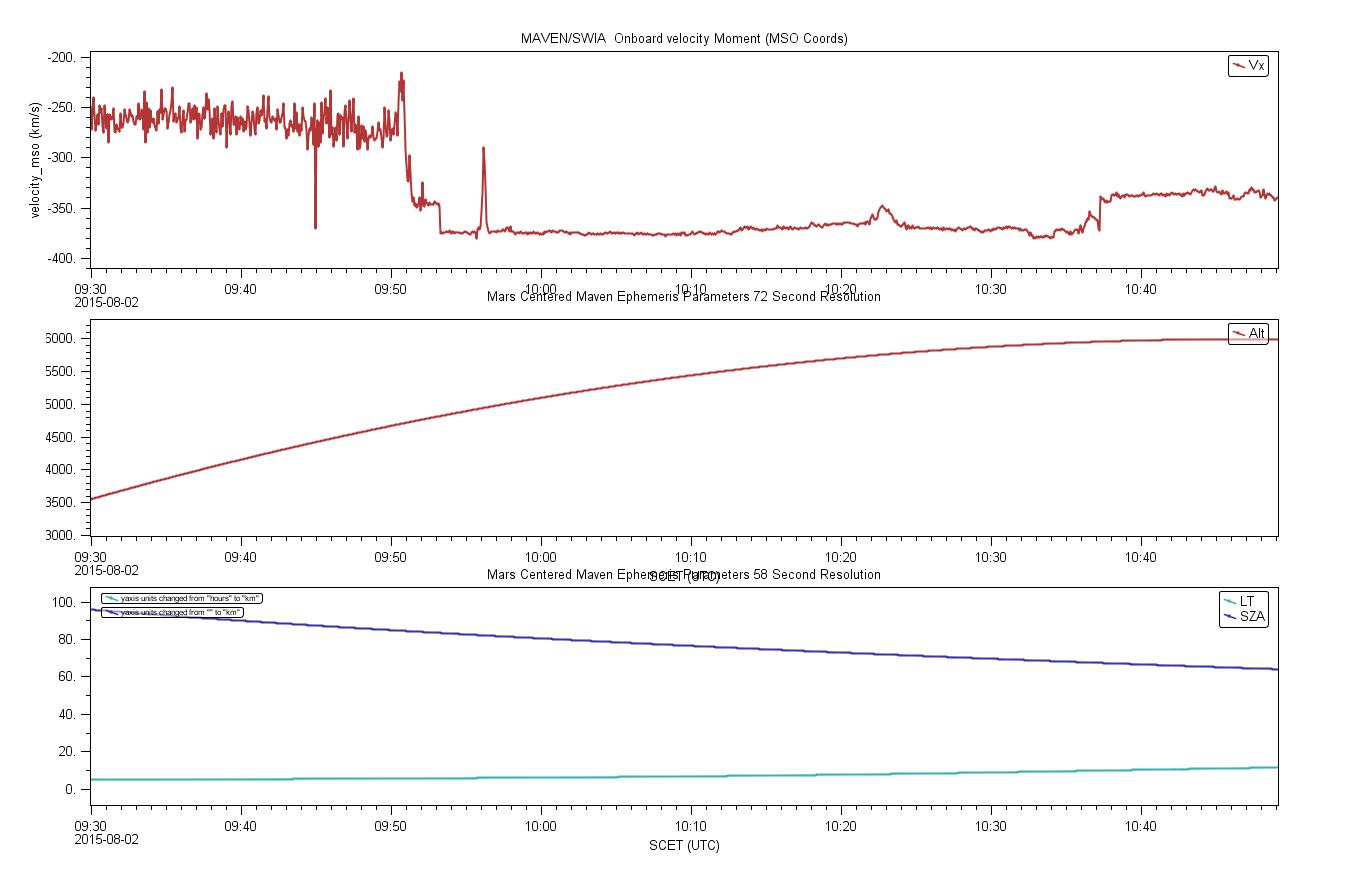 MAVEN/SWIA Onboard velocity Moment (MSO Coords)
-200.
-250.
-300.
-350.
-400.
velocity_mso (km/s)
Vx
09:30 09:40 09:50 10:00 10:10 10:20 10:30 10:40
2015-08-02
Mars Centered Maven Ephemeris Parameters 72 Second Resolution
6000.
5500.
5000.
4500.
4000.
3500.
3000.
Alt
09:30 09:40 09:50 10:00 10:10 10:20 10:30 10:40
2015-08-02
SCET (UTC)
Mars Centered Maven Ephemeris Parameters 58 Second Resolution
100.
80.
60.
40.
20.
0.
yaxis units changed from "hours" to "km"
yaxis units changed from "" to "km"
LT
SZA
09:30 09:40 09:50 10:00 10:10 10:20 10:30 10:40
2015-08-02
SCET (UTC)